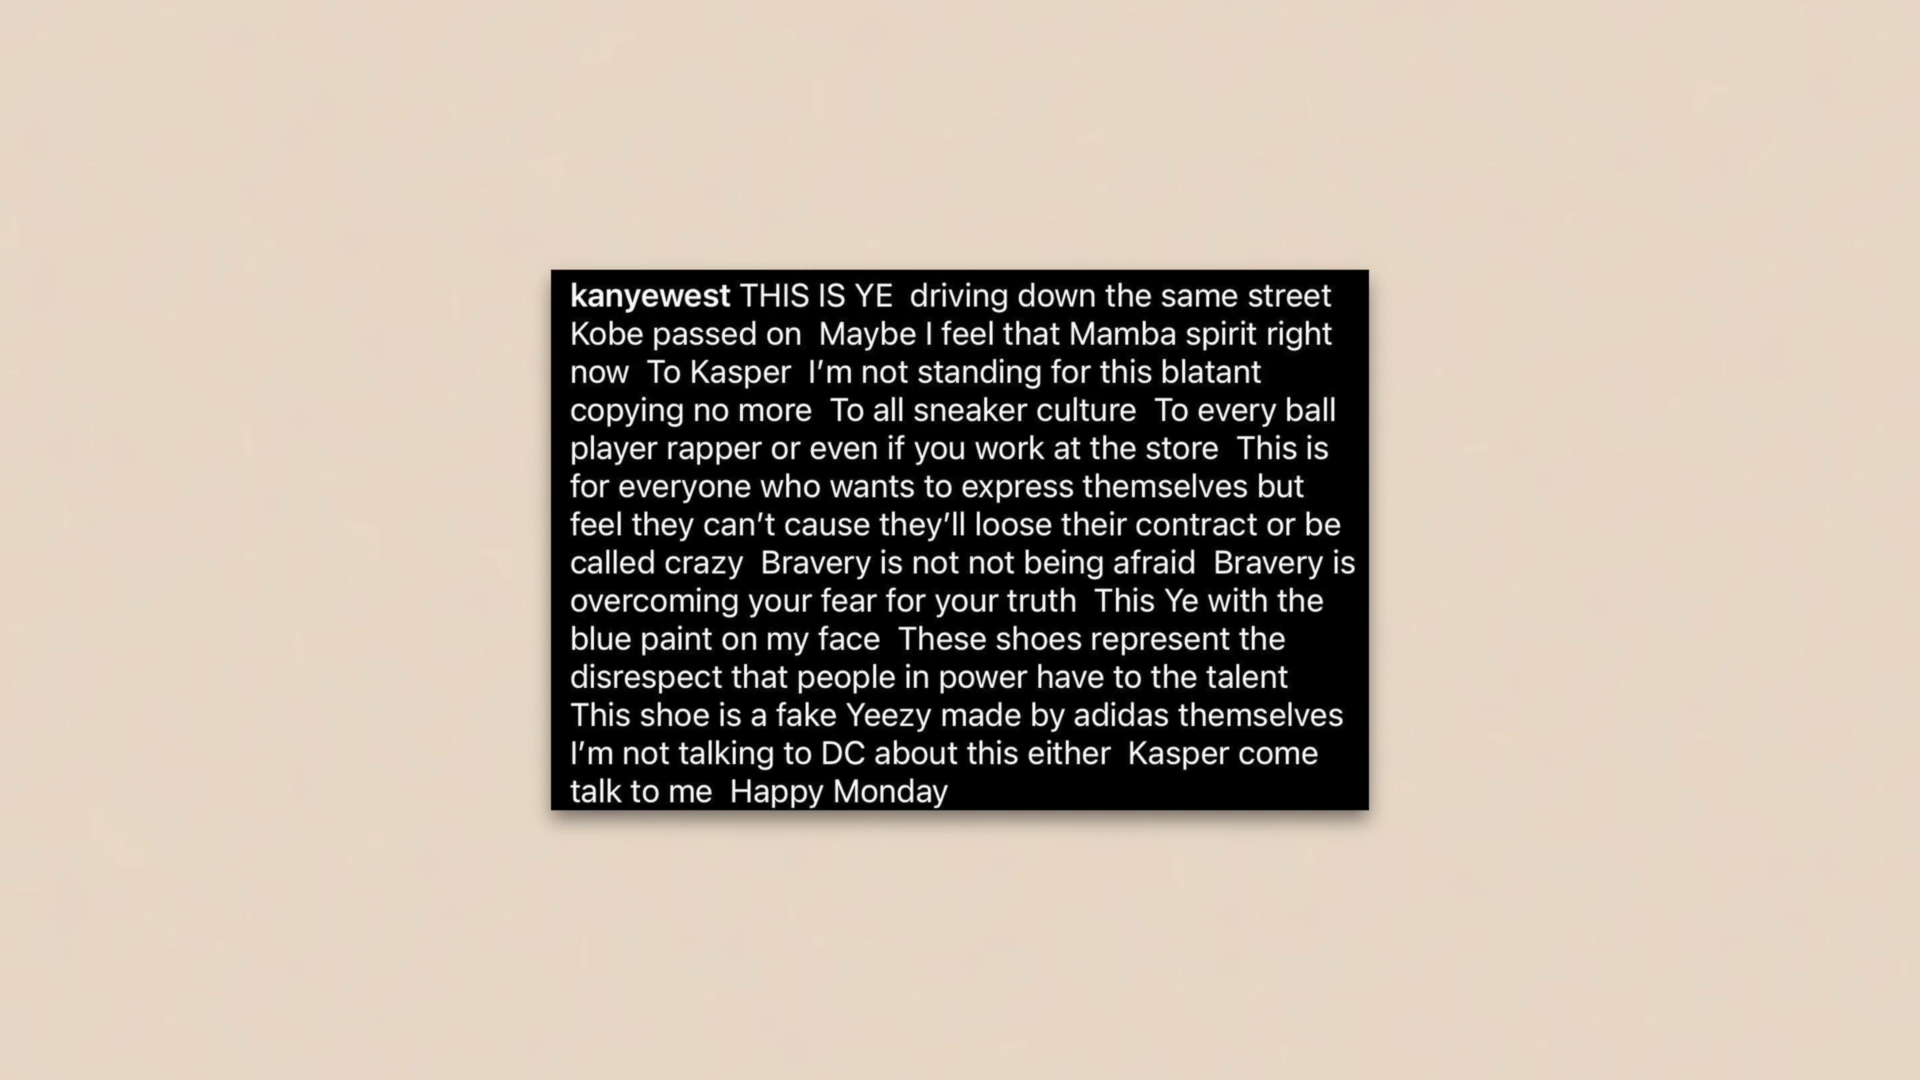 kanyewest THIS IS YE  driving down the same street
Kobe passed on  Maybe I feel that Mamba spirit right
now  To Kasper  I’m not standing for this blatant
copying no more  To all sneaker culture  To every ball
player rapper or even if you work at the store  This is
for everyone who wants to express themselves but
feel they can’t cause they’ll loose their contract or be
called crazy  Bravery is not not being afraid  Bravery is
overcoming your fear for your truth  This Ye with the
blue paint on my face  These shoes represent the
disrespect that people in power have to the talent
This shoe is a fake Yeezy made by adidas themselves
I’m not talking to DC about this either  Kasper come
talk to me  Happy Monday